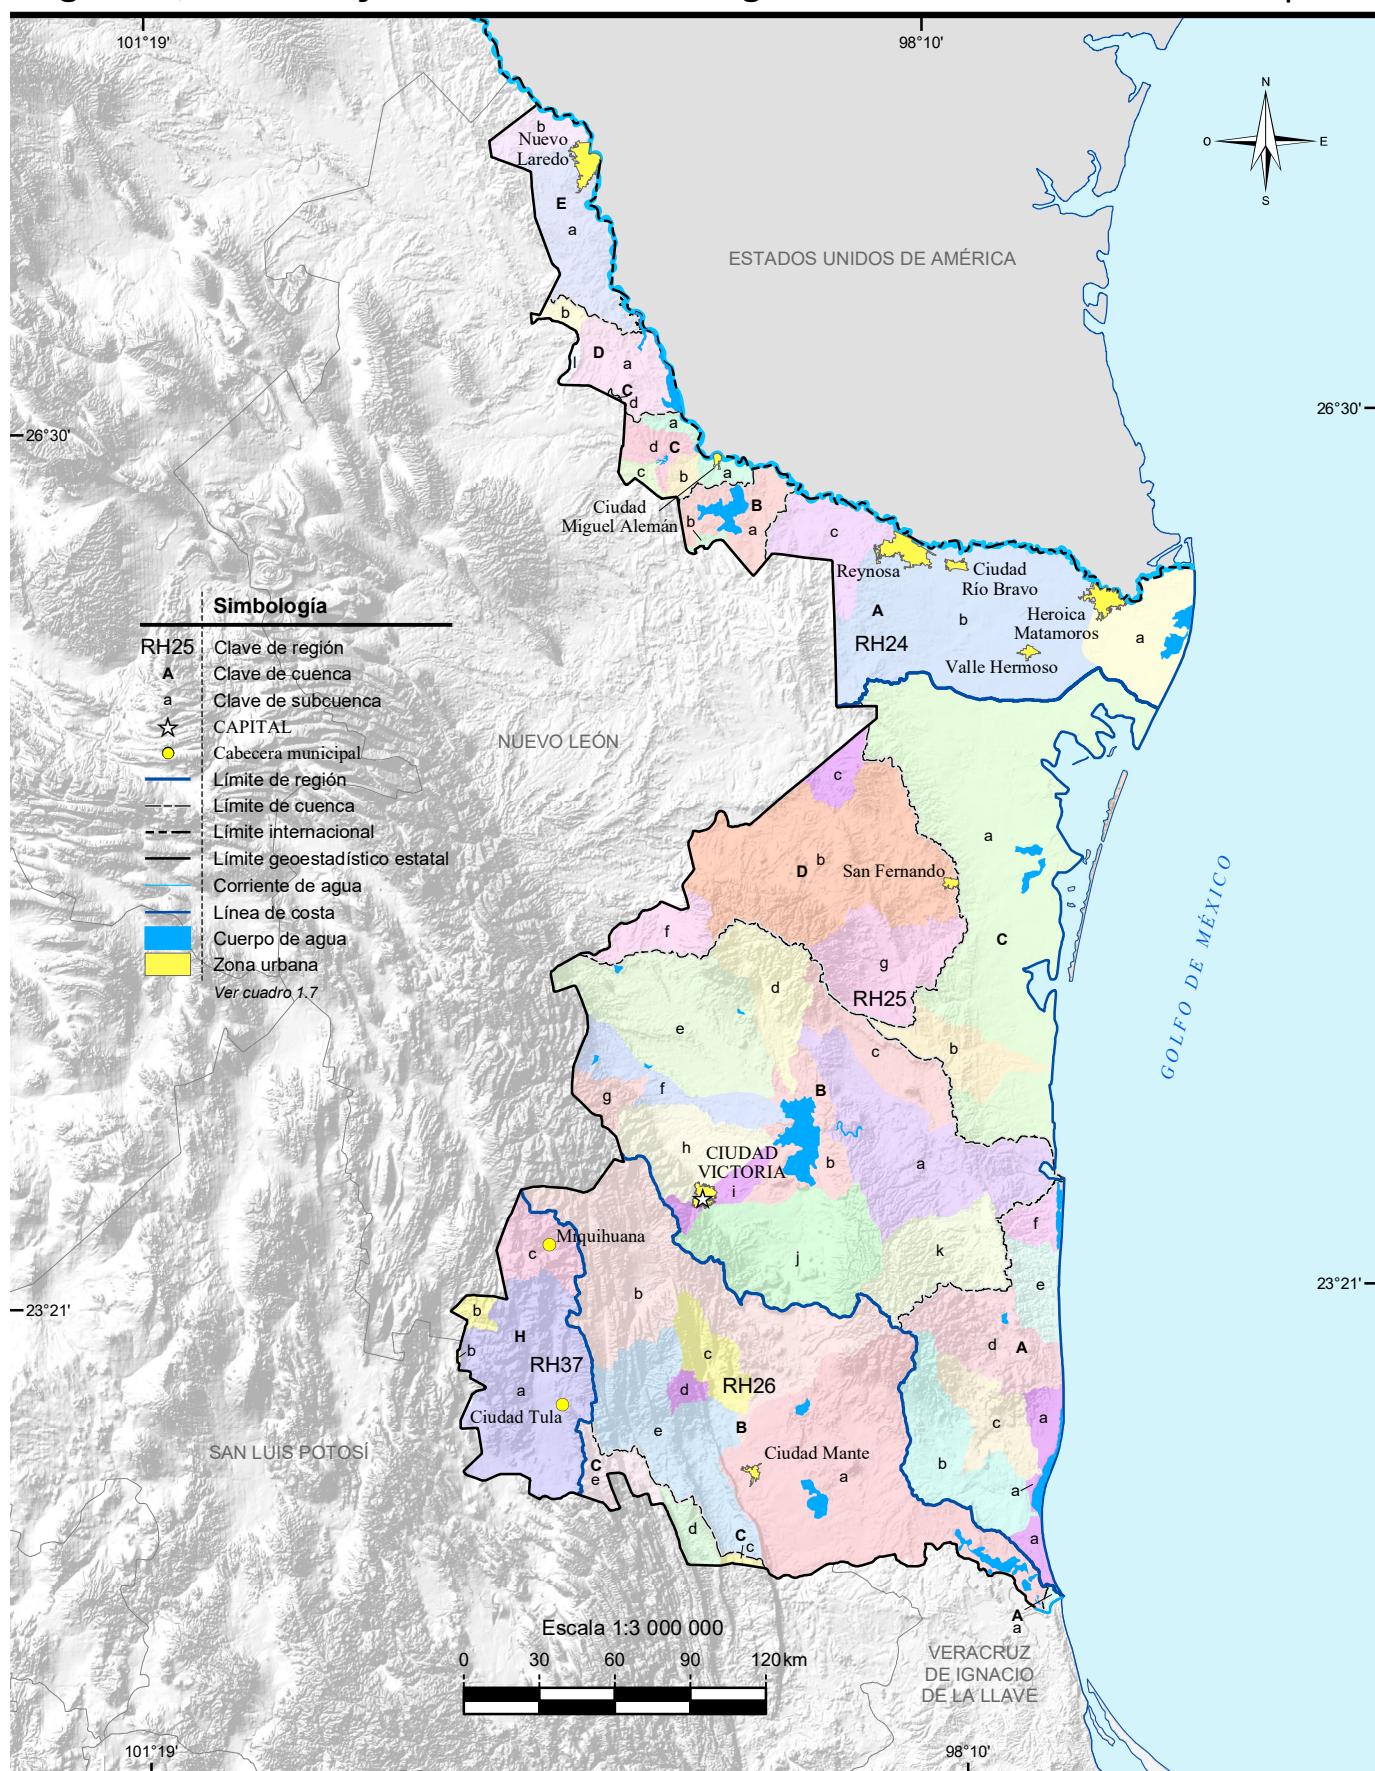 101°19'
98°10'
N
O
E
S
b
Nuevo
Laredo
E
a
ESTADOS UNIDOS DE AMÉRICA
b
D
a
l
C
d
a
26°30'
26°30'
d
C
c
b
a
Ciudad
Miguel Alemán
B
b
a
c
Reynosa
Ciudad
Río Bravo
A
b
Heroica
Matamoros
RH24
a
Valle Hermoso
Simbología
RH25 Clave de región
A Clave de cuenca
a Clave de subcuenca
CAPITAL
Cabecera municipal
Límite de región
Límite de cuenca
Límite internacional
Límite geoestadístico estatal
Corriente de agua
Línea de costa
Cuerpo de agua
Zona urbana
Ver cuadro 1.7
NUEVO LEÓN
c
a
b
D
San Fernando
f
C
g
d
RH25
e
c
b
f
B
g
h
CIUDAD
VICTORIA
b
a
i
f
Miquihuana
c
j
k
e
23°21'
23°21'
b
b
H
b
c
d
A
RH37
a
d
RH26
Ciudad Tula
B
e
c
a
SAN LUIS POTOSÍ
Ciudad Mante
a
C
e
b
a
d
C
c
a
A
a
Escala 1:3 000 000
0 30 60 90 120 km
VERACRUZ
DE IGNACIO
DE LA LLAVE
GOLFO DE MÉXICO
101°19'
98°10'